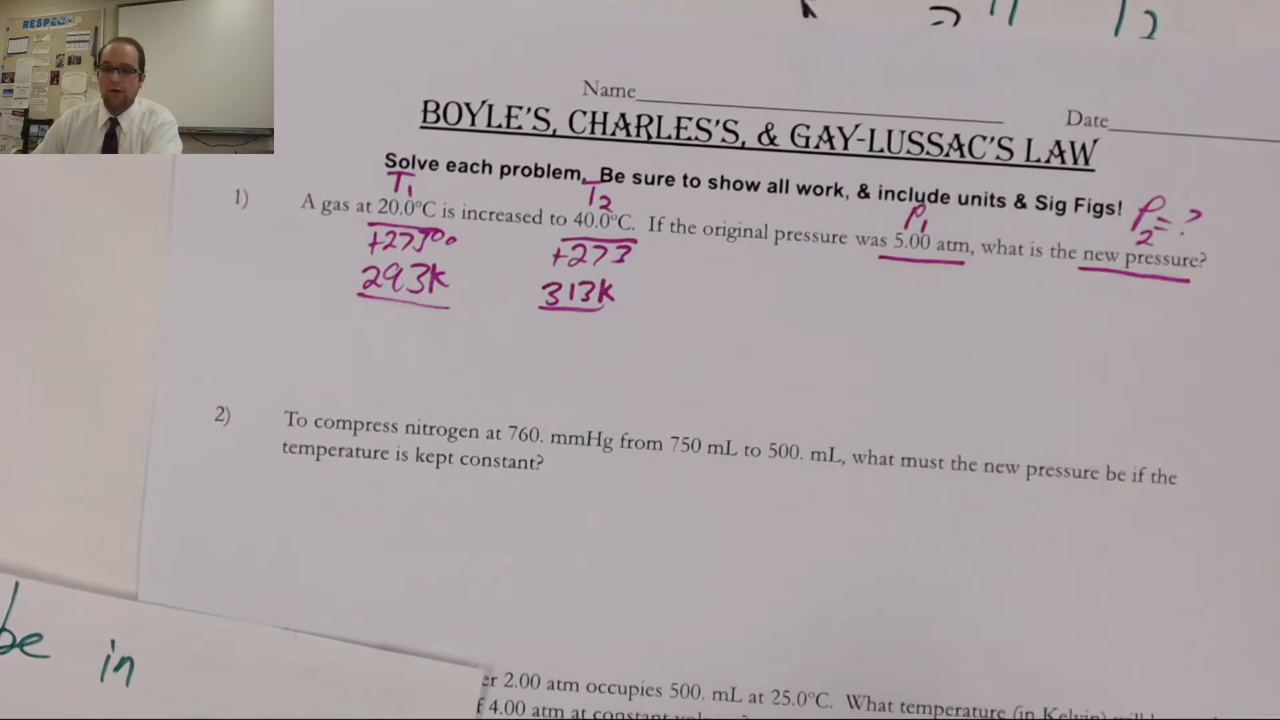 RESPECT
12
Name
Date
BOYLE'S, CHARLES'S, & GAY-LUSSAC'S LAW
Solve each problem, Be sure to show all work, & include units & Sig Figs!
T1 T2 P1 P2 = ?
1) A gas at 20.0°C is increased to 40.0°C. If the original pressure was 5.00 atm, what is the new pressure?
+273 +273
293K 313K
2) To compress nitrogen at 760. mmHg from 750 mL to 500. mL, what must the new pressure be if the
temperature is kept constant?
be in
er 2.00 atm occupies 500. mL at 25.0°C. What temperature (in Kelvin) will
f 4.00 atm at constant